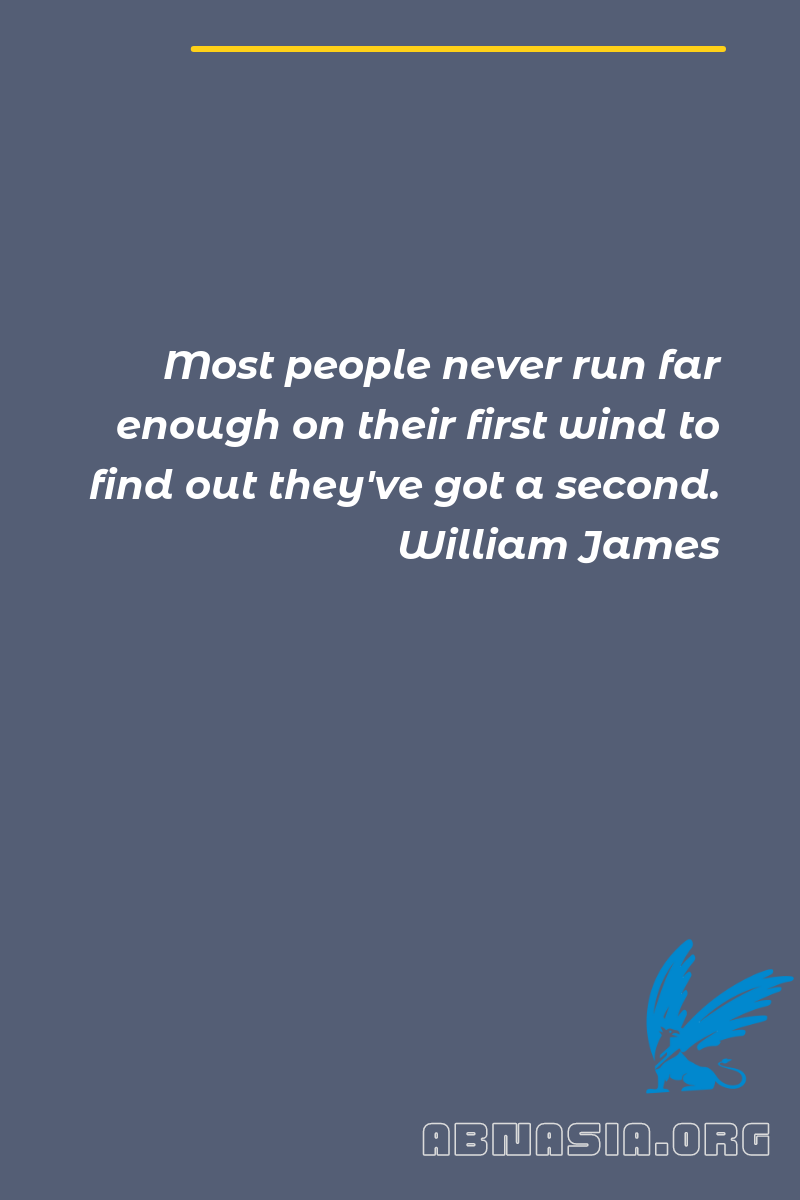 Most people never run far
enough on their first wind to
find out they've got a second.
William James
ABNASIA.ORG